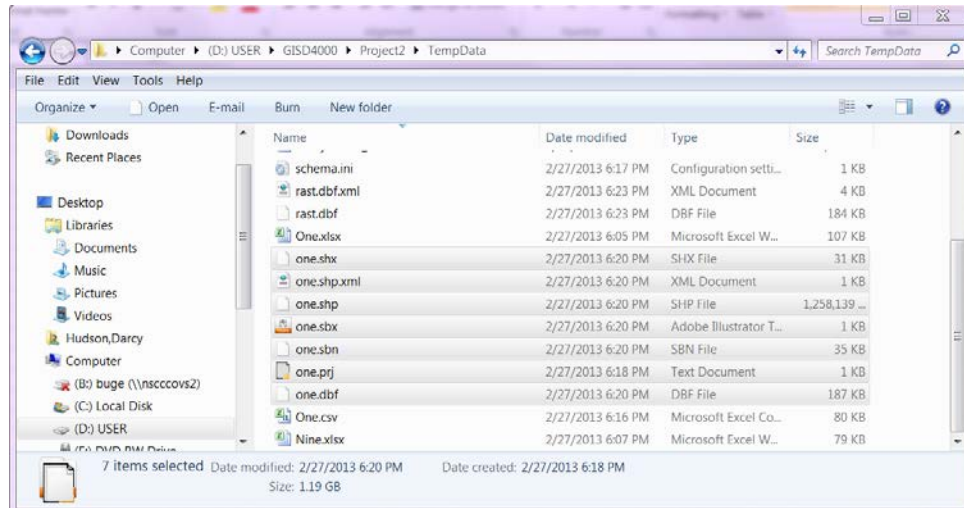 Computer ▸ (D:) USER ▸ GISD4000 ▸ Project2 ▸ TempData
Search TempData
File Edit View Tools Help
Organize Open E-mail Burn New folder
Downloads
Recent Places
Desktop
Libraries
Documents
Music
Pictures
Videos
Hudson,Darcy
Computer
(B:) buge (\\nscccovs2)
(C:) Local Disk
(D:) USER
Name Date modified Type Size
schema.ini 2/27/2013 6:17 PM Configuration setti... 1 KB
rast.dbf.xml 2/27/2013 6:23 PM XML Document 4 KB
rast.dbf 2/27/2013 6:23 PM DBF File 184 KB
One.xlsx 2/27/2013 6:05 PM Microsoft Excel W... 107 KB
one.shx 2/27/2013 6:20 PM SHX File 31 KB
one.shp.xml 2/27/2013 6:20 PM XML Document 1 KB
one.shp 2/27/2013 6:20 PM SHP File 1,258,139 ...
one.sbx 2/27/2013 6:20 PM Adobe Illustrator T... 1 KB
one.sbn 2/27/2013 6:20 PM SBN File 35 KB
one.prj 2/27/2013 6:18 PM Text Document 1 KB
one.dbf 2/27/2013 6:20 PM DBF File 187 KB
One.csv 2/27/2013 6:16 PM Microsoft Excel Co... 80 KB
Nine.xlsx 2/27/2013 6:07 PM Microsoft Excel W... 79 KB
7 items selected Date modified: 2/27/2013 6:20 PM Date created: 2/27/2013 6:18 PM
Size: 1.19 GB